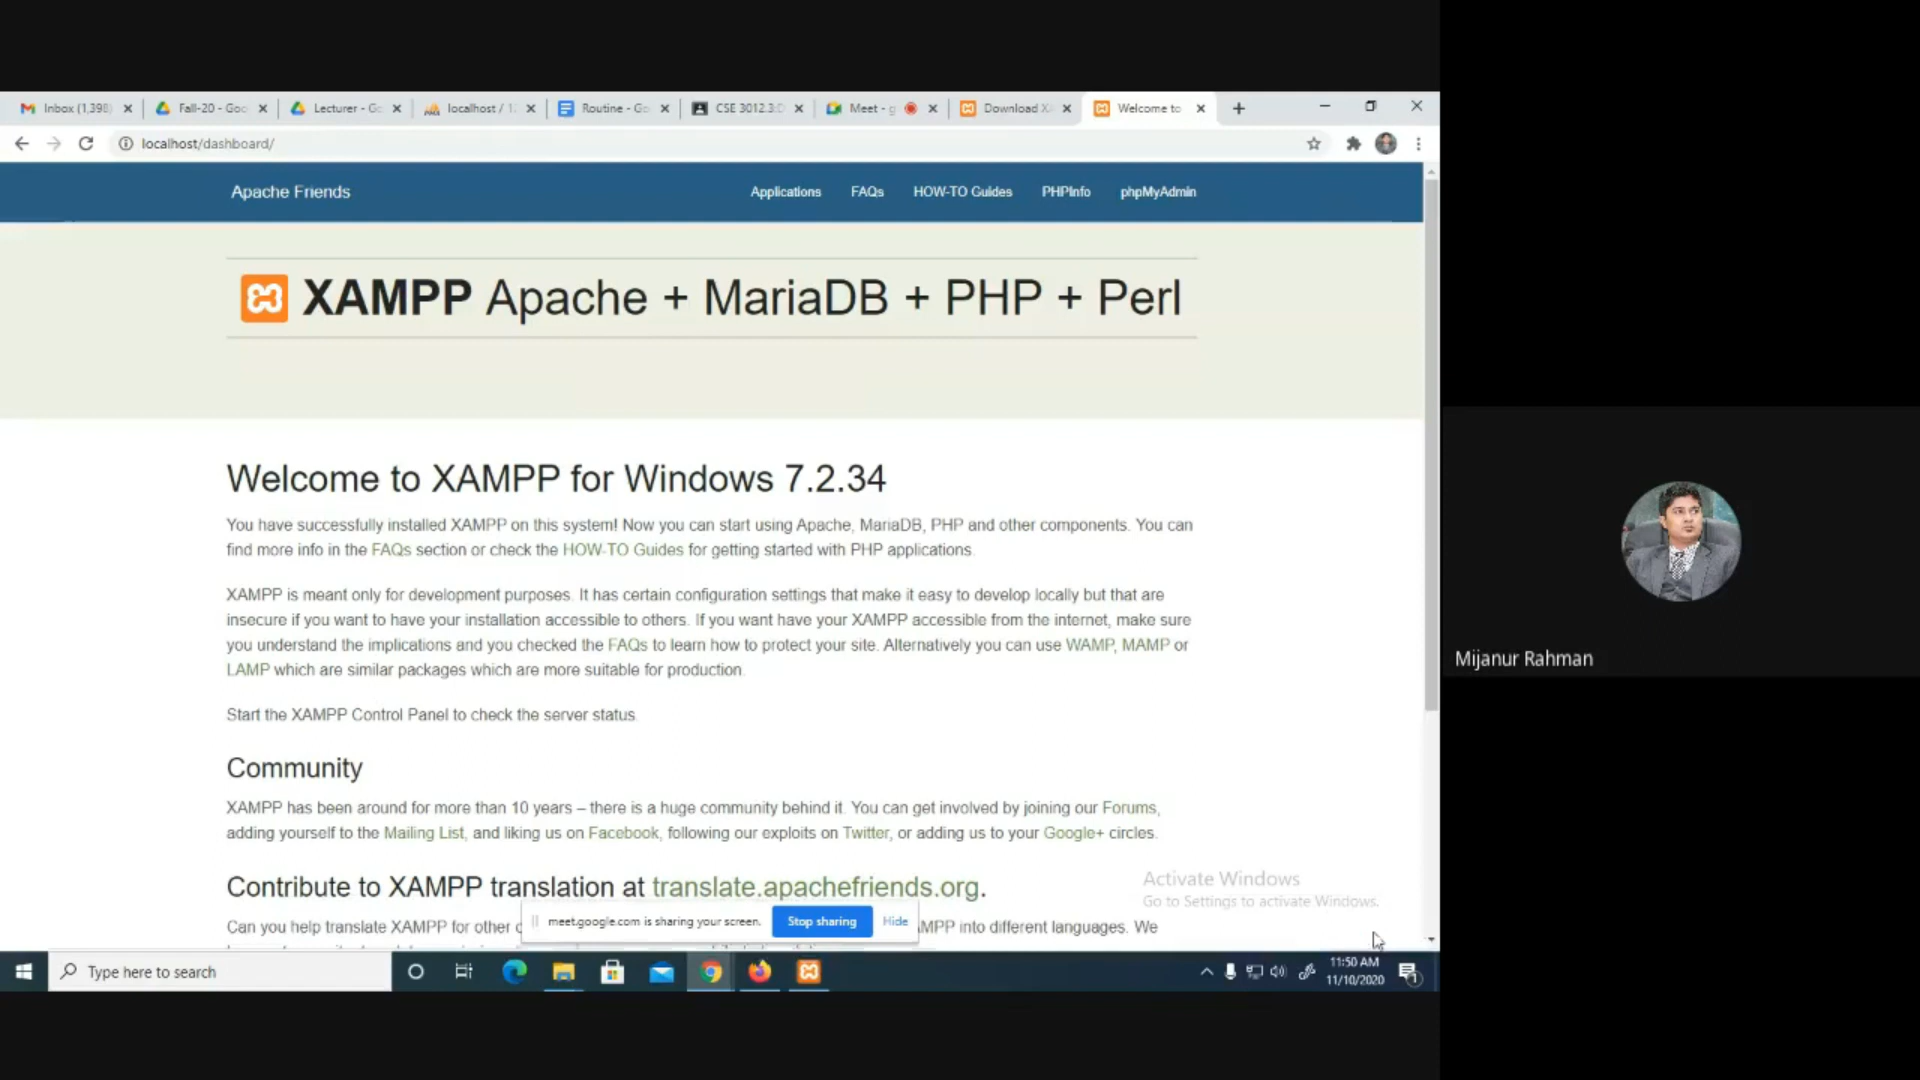 Inbox (1,398)
Fall-20 - Goo
Lecturer - Go
localhost / 1
Routine - Go
CSE 3012.3:D
Meet - g
Download X
Welcome to
localhost/dashboard/
Apache Friends
Applications
FAQs
HOW-TO Guides
PHPInfo
phpMyAdmin
XAMPP Apache + MariaDB + PHP + Perl
Welcome to XAMPP for Windows 7.2.34
You have successfully installed XAMPP on this system! Now you can start using Apache, MariaDB, PHP and other components. You can
find more info in the FAQs section or check the HOW-TO Guides for getting started with PHP applications.
XAMPP is meant only for development purposes. It has certain configuration settings that make it easy to develop locally but that are
insecure if you want to have your installation accessible to others. If you want have your XAMPP accessible from the internet, make sure
you understand the implications and you checked the FAQs to learn how to protect your site. Alternatively you can use WAMP, MAMP or
LAMP which are similar packages which are more suitable for production.
Start the XAMPP Control Panel to check the server status.
Community
XAMPP has been around for more than 10 years – there is a huge community behind it. You can get involved by joining our Forums,
adding yourself to the Mailing List, and liking us on Facebook, following our exploits on Twitter, or adding us to your Google+ circles.
Contribute to XAMPP translation at translate.apachefriends.org.
Can you help translate XAMPP for other
MPP into different languages. We
meet.google.com is sharing your screen.
Stop sharing
Hide
Activate Windows
Go to Settings to activate Windows.
Type here to search
11:50 AM
11/10/2020
1
Mijanur Rahman